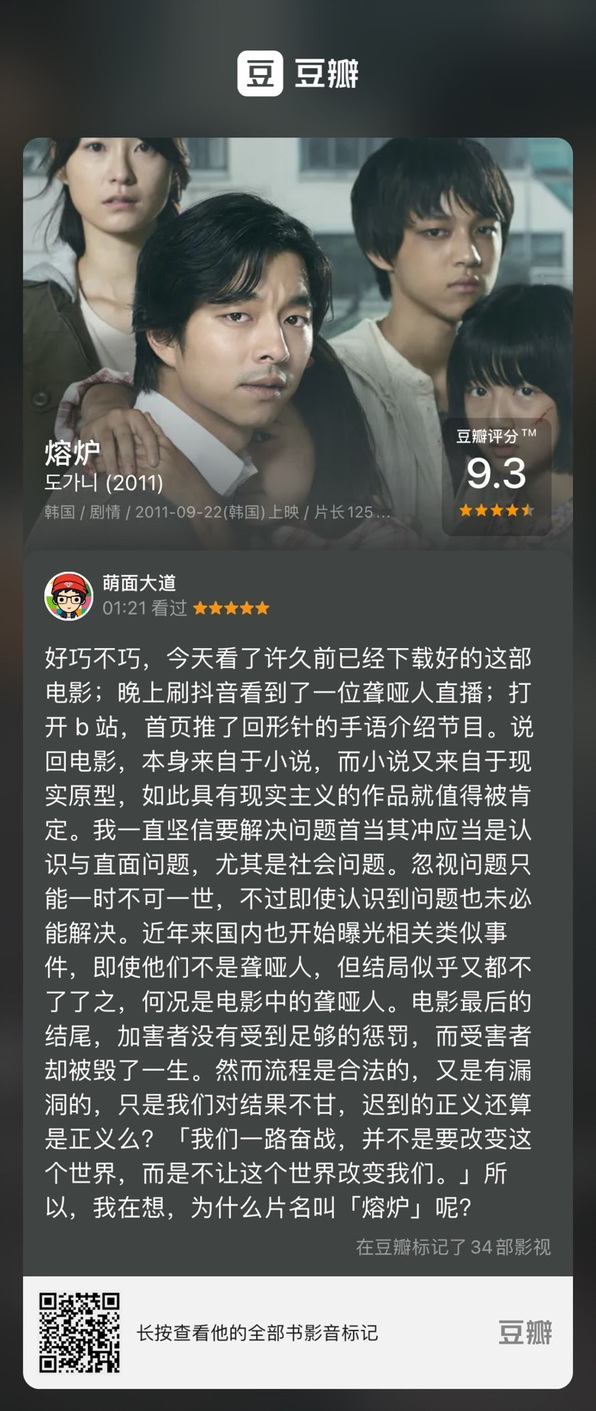 豆 豆瓣
熔炉
도가니 (2011)
韩国 / 剧情 / 2011-09-22(韩国)上映 / 片长125...
豆瓣评分™
9.3
萌面大道
01:21 看过
好巧不巧，今天看了许久前已经下载好的这部
电影；晚上刷抖音看到了一位聋哑人直播；打
开 b 站，首页推了回形针的手语介绍节目。说
回电影，本身来自于小说，而小说又来自于现
实原型，如此具有现实主义的作品就值得被肯
定。我一直坚信要解决问题首当其冲应当是认
识与直面问题，尤其是社会问题。忽视问题只
能一时不可一世，不过即使认识到问题也未必
能解决。近年来国内也开始曝光相关类似事
件，即使他们不是聋哑人，但结局似乎又都不
了了之，何况是电影中的聋哑人。电影最后的
结尾，加害者没有受到足够的惩罚，而受害者
却被毁了一生。然而流程是合法的，又是有漏
洞的，只是我们对结果不甘，迟到的正义还算
是正义么？「我们一路奋战，并不是要改变这
个世界，而是不让这个世界改变我们。」所
以，我在想，为什么片名叫「熔炉」呢？
在豆瓣标记了34部影视
长按查看他的全部书影音标记
豆瓣